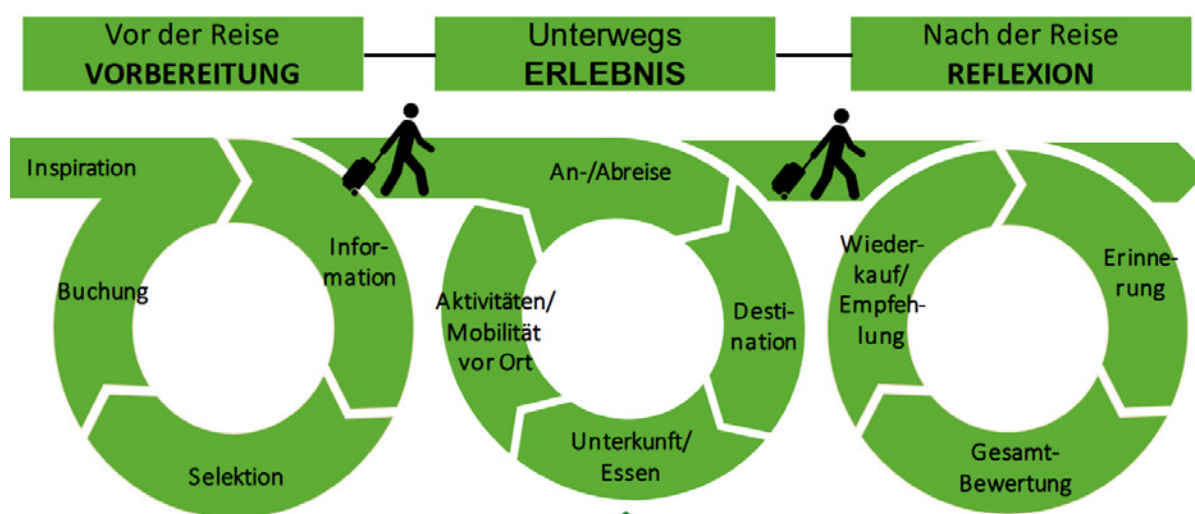 Vor der Reise
VORBEREITUNG
Unterwegs
ERLEBNIS
Nach der Reise
REFLEXION
Inspiration
Infor-
mation
Selektion
Buchung
An-/Abreise
Desti-
nation
Unterkunft/
Essen
Aktivitäten/
Mobilität
vor Ort
Erinne-
rung
Gesamt-
Bewertung
Wieder-
kauf/
Empfeh-
lung